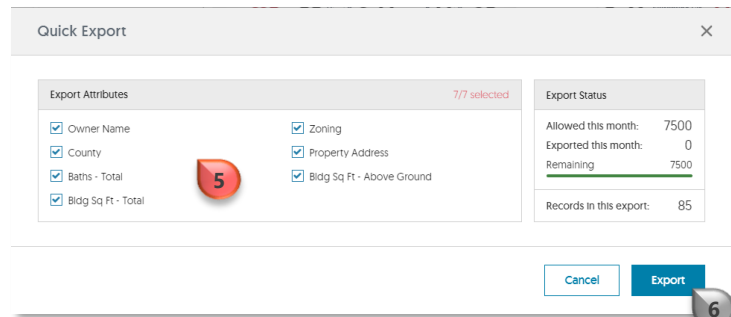 Quick Export
Export Attributes 7/7 selected
Owner Name
County
Baths - Total
Bldg Sq Ft - Total
Zoning
Property Address
Bldg Sq Ft - Above Ground
5
Export Status
Allowed this month: 7500
Exported this month: 0
Remaining 7500
Records in this export: 85
Cancel Export
6